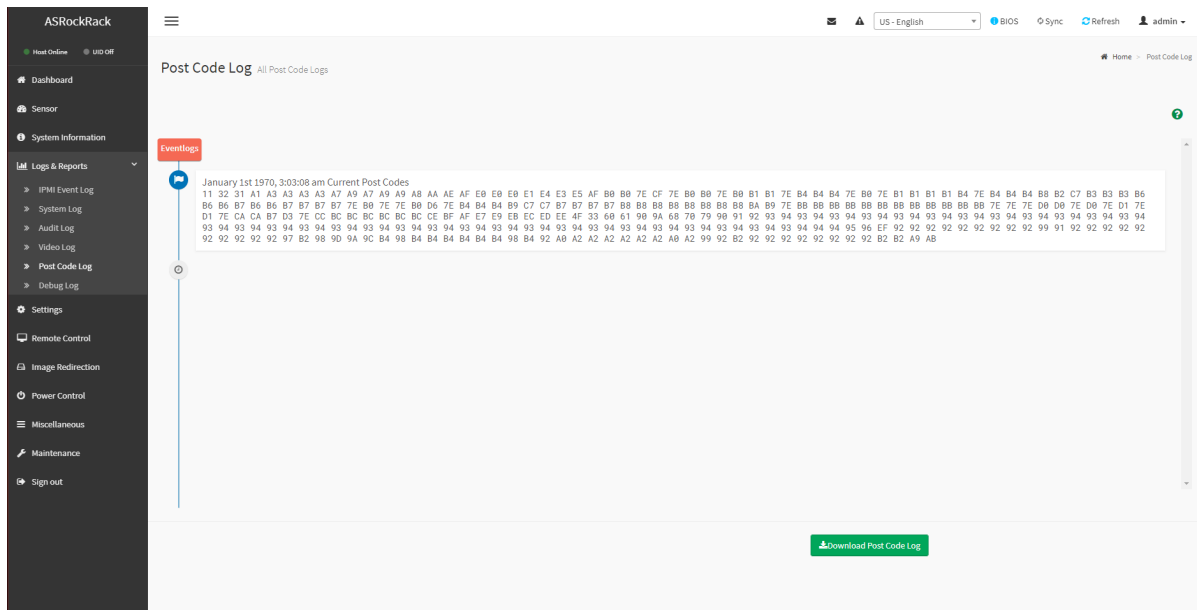 ASRockRack
US - English
BIOS
Sync
Refresh
admin
Host Online
UID Off
Post Code Log All Post Code Logs
Home > Post Code Log
Dashboard
Sensor
System Information
Logs & Reports
IPMI Event Log
System Log
Audit Log
Video Log
Post Code Log
Debug Log
Settings
Remote Control
Image Redirection
Power Control
Miscellaneous
Maintenance
Sign out
Eventlogs
January 1st 1970, 3:03:08 am Current Post Codes
11 32 31 A1 A3 A3 A3 A3 A7 A9 A7 A9 A9 A8 AA AE AF E0 E0 E0 E1 E4 E3 E5 AF B0 B0 7E CF 7E B0 B0 7E B0 B1 B1 7E B4 B4 B4 7E B0 7E B1 B1 B1 B1 B4 7E B4 B4 B4 B8 B2 C7 B3 B3 B3 B6
B6 B6 B7 B6 B6 B7 B7 B7 B7 7E B0 7E 7E B0 D6 7E B4 B4 B4 B9 C7 C7 B7 B7 B7 B7 B8 B8 B8 B8 B8 B8 B8 B8 BA B9 7E BB BB BB BB BB BB BB BB BB BB BB BB 7E 7E 7E D0 D0 7E D0 7E D1 7E
D1 7E CA CA B7 D3 7E CC BC BC BC BC BC BC CE BF AF E7 E9 EB EC ED EE 4F 33 60 61 90 9A 68 70 79 90 91 92 93 94 93 94 93 94 93 94 93 94 93 94 93 94 93 94 93 94 93 94 93 94 93 94
93 94 93 94 93 94 93 94 93 94 93 94 93 94 93 94 93 94 93 94 93 94 93 94 93 94 93 94 93 94 93 94 93 94 93 94 93 94 94 94 95 96 EF 92 92 92 92 92 92 92 92 92 99 91 92 92 92 92 92
92 92 92 92 92 97 B2 98 9D 9A 9C B4 98 B4 B4 B4 B4 B4 98 B4 92 A0 A2 A2 A2 A2 A2 A2 A0 A2 99 92 B2 92 92 92 92 92 92 92 92 B2 B2 A9 AB
Download Post Code Log